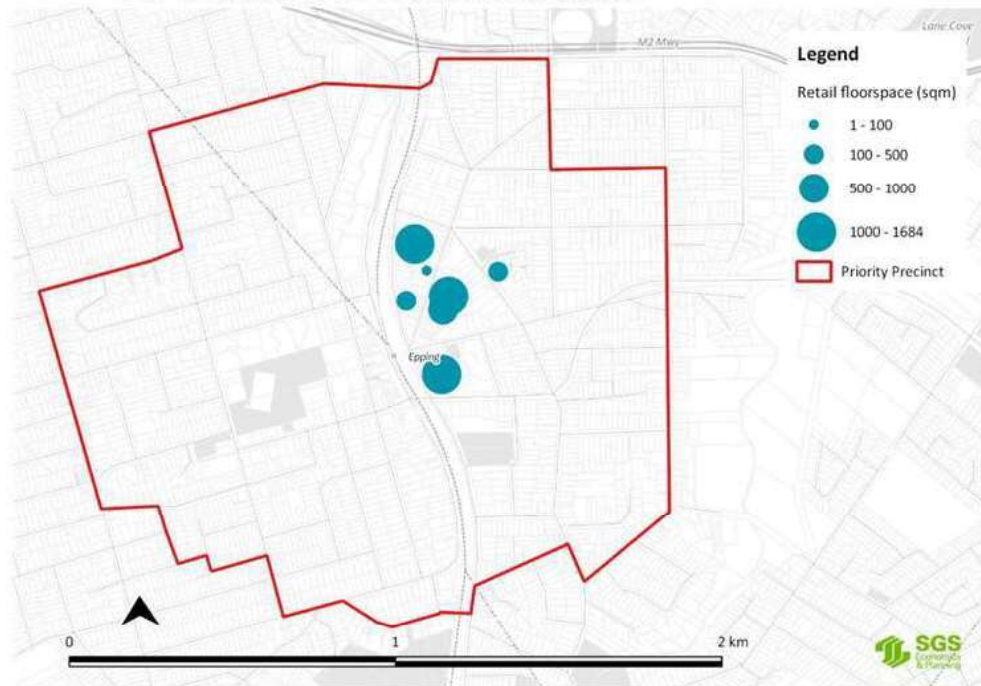 M2 Mwy
Lane Cove
Legend
Retail floorspace (sqm)
1 - 100
100 - 500
500 - 1000
1000 - 1684
Priority Precinct
Epping
0
1
2 km
SGS
Economics
& Planning